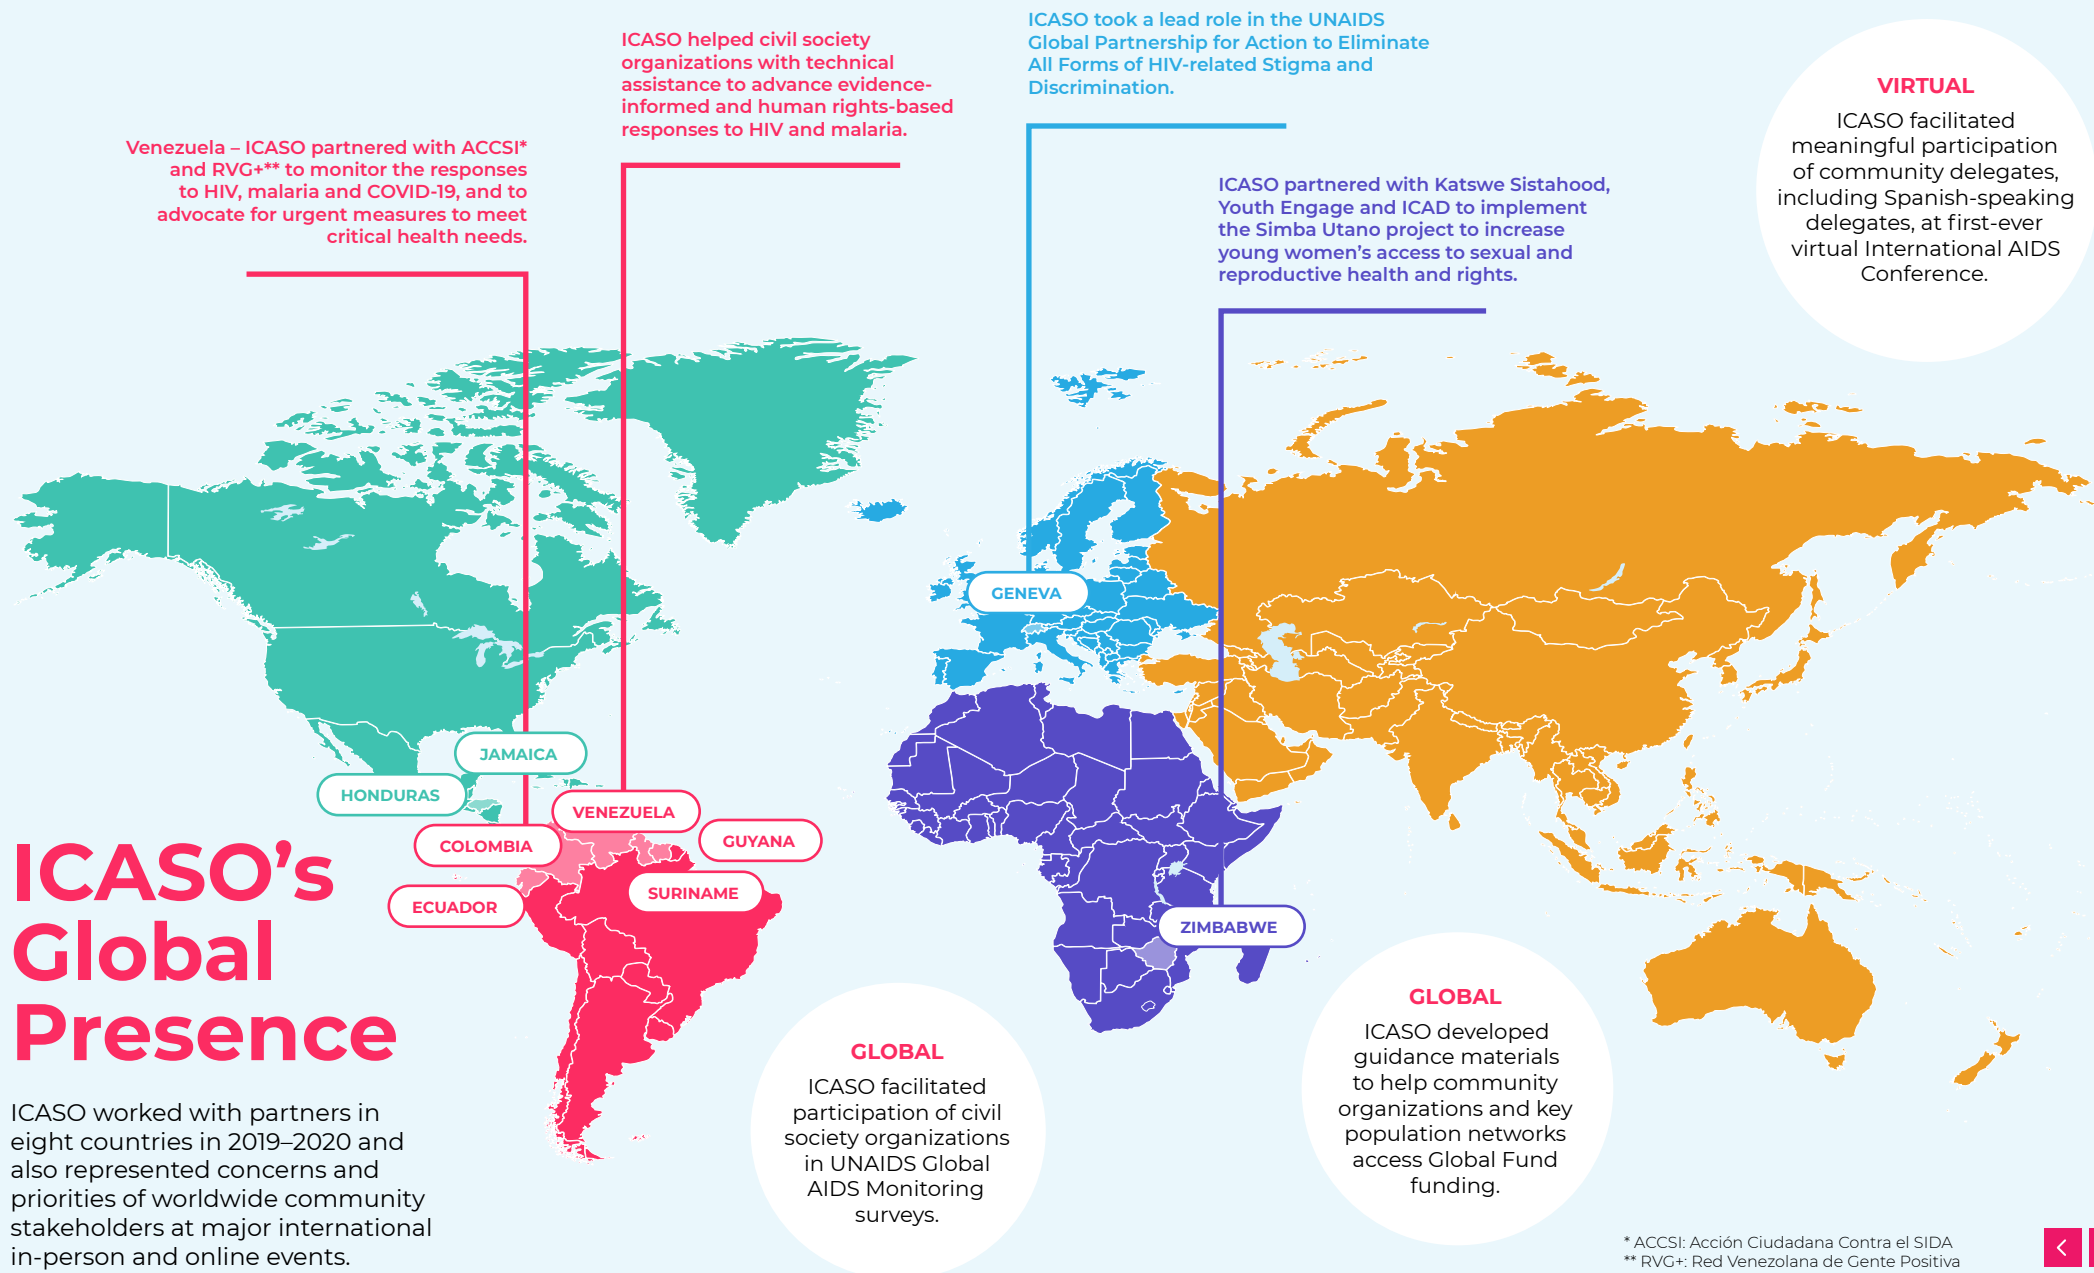 ICASO took a lead role in the UNAIDS
Global Partnership for Action to Eliminate
All Forms of HIV-related Stigma and
Discrimination.
ICASO helped civil society
organizations with technical
assistance to advance evidence-
informed and human rights-based
responses to HIV and malaria.
VIRTUAL
ICASO facilitated
meaningful participation
of community delegates,
including Spanish-speaking
delegates, at first-ever
virtual International AIDS
Conference.
Venezuela – ICASO partnered with ACCSI*
and RVG+** to monitor the responses
to HIV, malaria and COVID-19, and to
advocate for urgent measures to meet
critical health needs.
ICASO partnered with Katswe Sistahood,
Youth Engage and ICAD to implement
the Simba Utano project to increase
young women's access to sexual and
reproductive health and rights.
GENEVA
JAMAICA
HONDURAS
VENEZUELA
COLOMBIA
GUYANA
SURINAME
ECUADOR
ZIMBABWE
ICASO's
Global
Presence
ICASO worked with partners in
eight countries in 2019–2020 and
also represented concerns and
priorities of worldwide community
stakeholders at major international
in-person and online events.
GLOBAL
ICASO facilitated
participation of civil
society organizations
in UNAIDS Global
AIDS Monitoring
surveys.
GLOBAL
ICASO developed
guidance materials
to help community
organizations and key
population networks
access Global Fund
funding.
* ACCSI: Acción Ciudadana Contra el SIDA
** RVG+: Red Venezolana de Gente Positiva